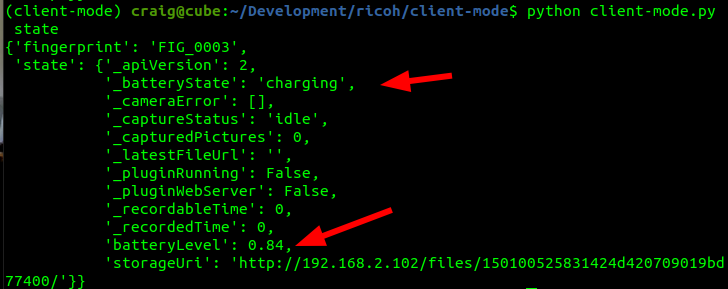 (client-mode) craig@cube:~/Development/ricoh/client-mode$ python client-mode.py
 state
{'fingerprint': 'FIG_0003',
 'state': {'_apiVersion': 2,
           '_batteryState': 'charging',
           '_cameraError': [],
           '_captureStatus': 'idle',
           '_capturedPictures': 0,
           '_latestFileUrl': '',
           '_pluginRunning': False,
           '_pluginWebServer': False,
           '_recordableTime': 0,
           '_recordedTime': 0,
           'batteryLevel': 0.84,
           'storageUri': 'http://192.168.2.102/files/150100525831424d420709019bd
77400/'}}